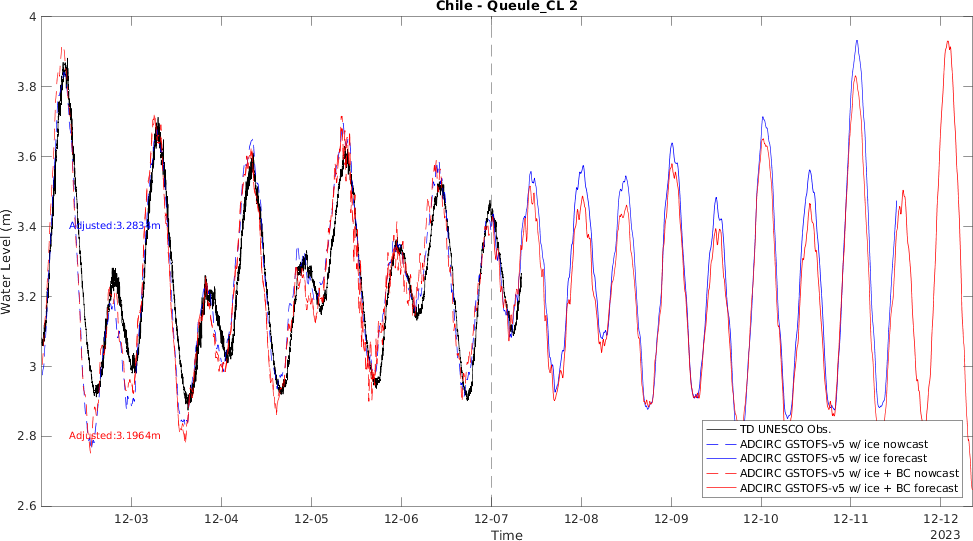 Chile - Queule_CL 2
Water Level (m)
4
3.8
3.6
3.4
3.2
3
2.8
2.6
Adjusted:3.2834m
Adjusted:3.1964m
TD UNESCO Obs.
ADCIRC GSTOFS-v5 w/ ice nowcast
ADCIRC GSTOFS-v5 w/ ice forecast
ADCIRC GSTOFS-v5 w/ ice + BC nowcast
ADCIRC GSTOFS-v5 w/ ice + BC forecast
12-03
12-04
12-05
12-06
12-07
12-08
12-09
12-10
12-11
12-12
2023
Time